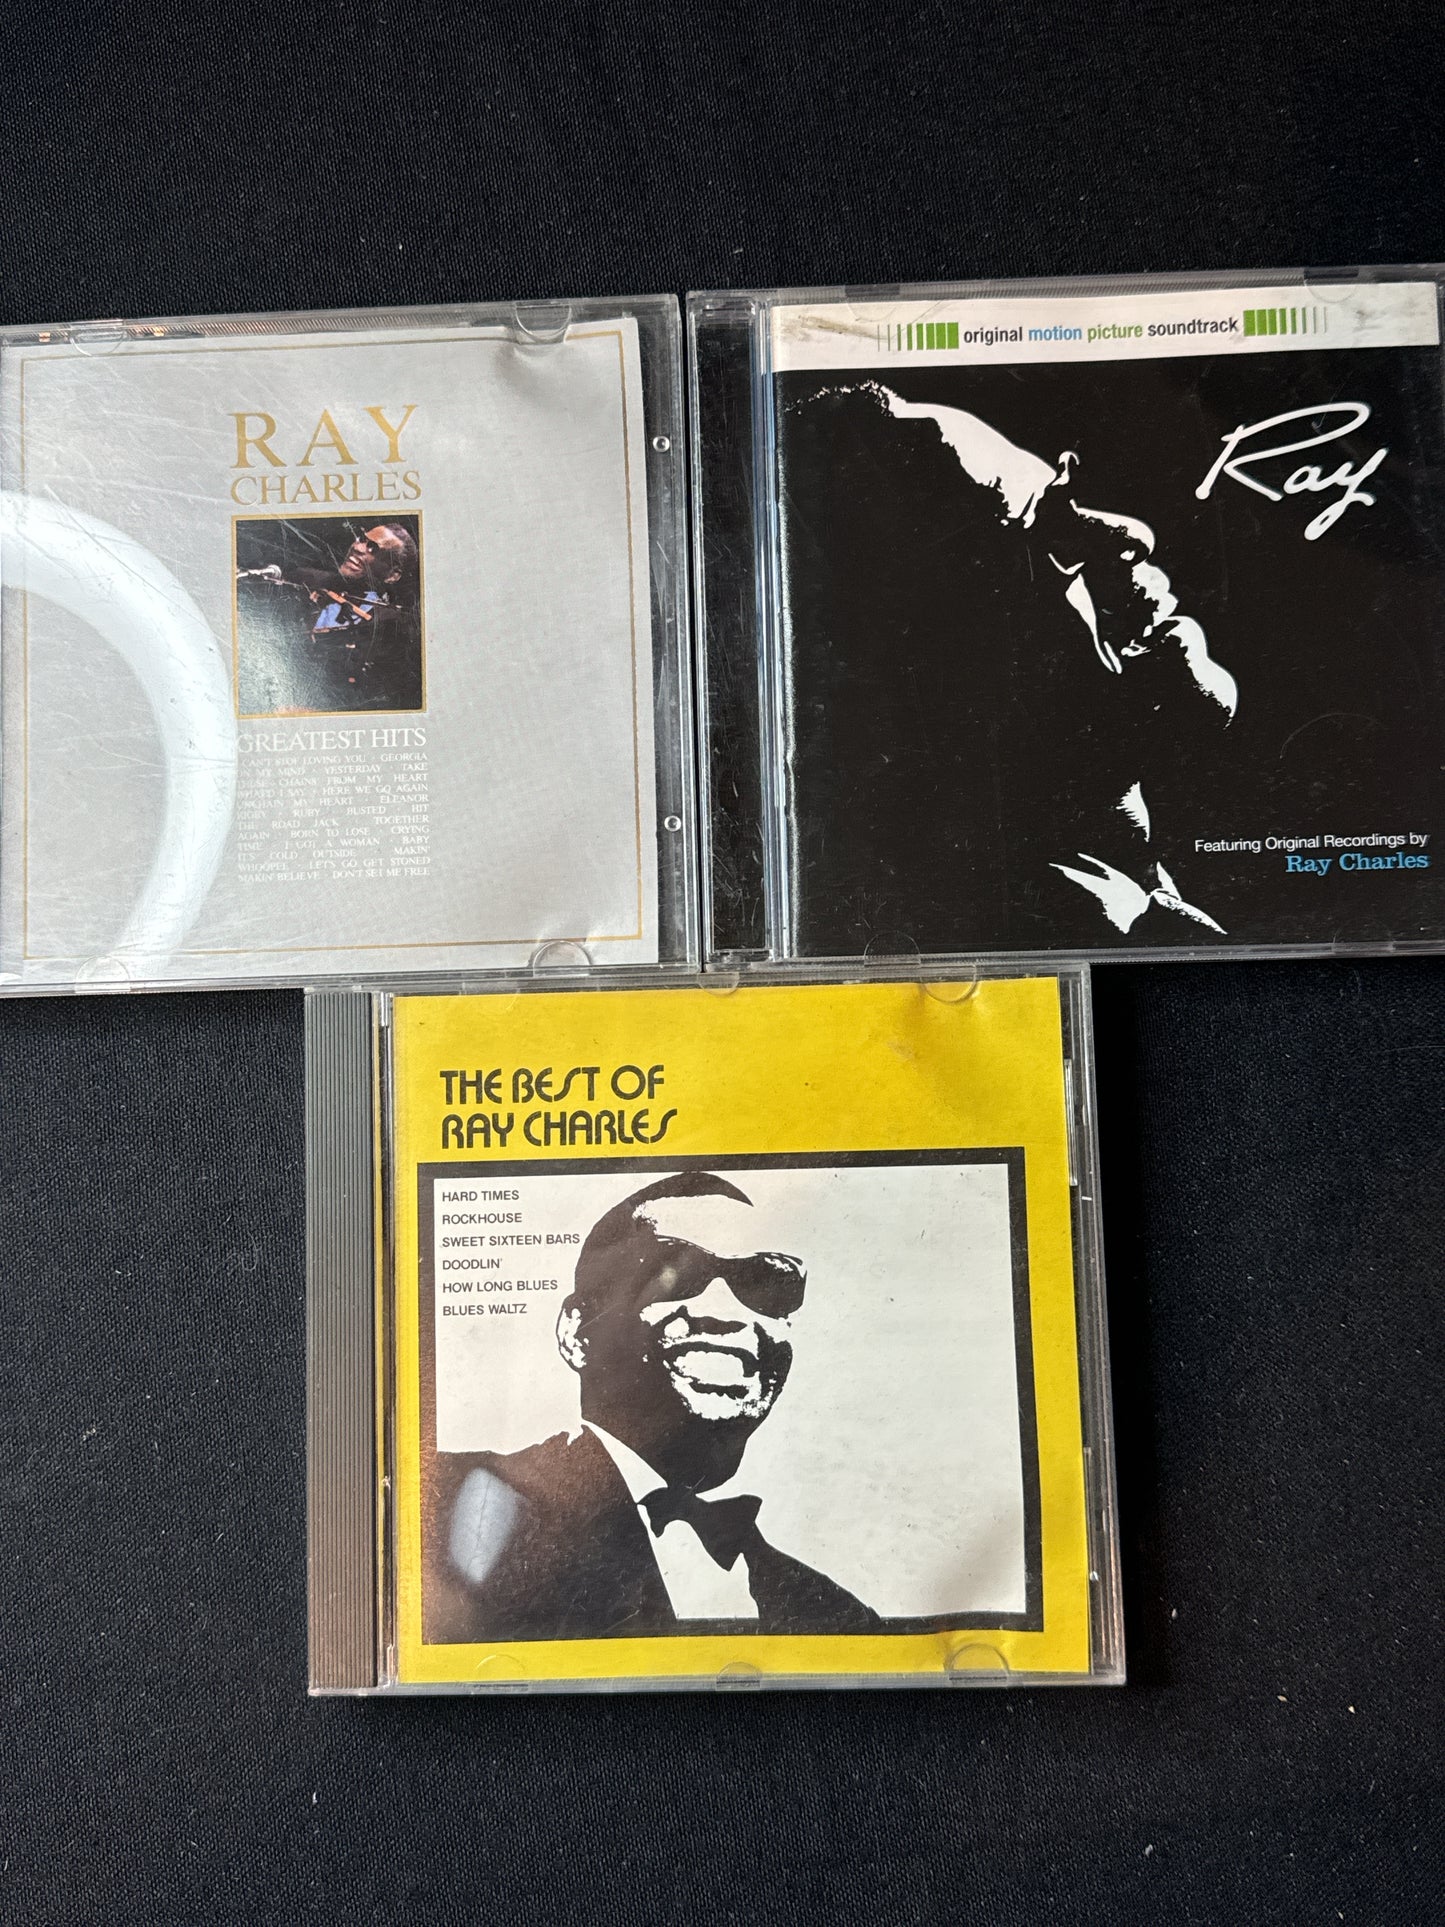 RAY
CHARLES
GREATEST HITS
CAN'T STOP LOVING YOU · GEORGIA
ON MY MIND · YESTERDAY · TAKE
THESE CHAINS FROM MY HEART
WHAT'D I SAY · HERE WE GO AGAIN
UNCHAIN MY HEART · ELEANOR
RIGBY · RUBY · BUSTED · HIT
THE ROAD JACK · TOGETHER
AGAIN · BORN TO LOSE · CRYING
TIME · I GOT A WOMAN · BABY
IT'S COLD OUTSIDE · MAKIN'
WHOOPEE · LET'S GO GET STONED
MAKIN' BELIEVE · DON'T SET ME FREE
original motion picture soundtrack
Ray
Featuring Original Recordings by
Ray Charles
THE BEST OF
RAY CHARLES
HARD TIMES
ROCKHOUSE
SWEET SIXTEEN BARS
DOODLIN'
HOW LONG BLUES
BLUES WALTZ